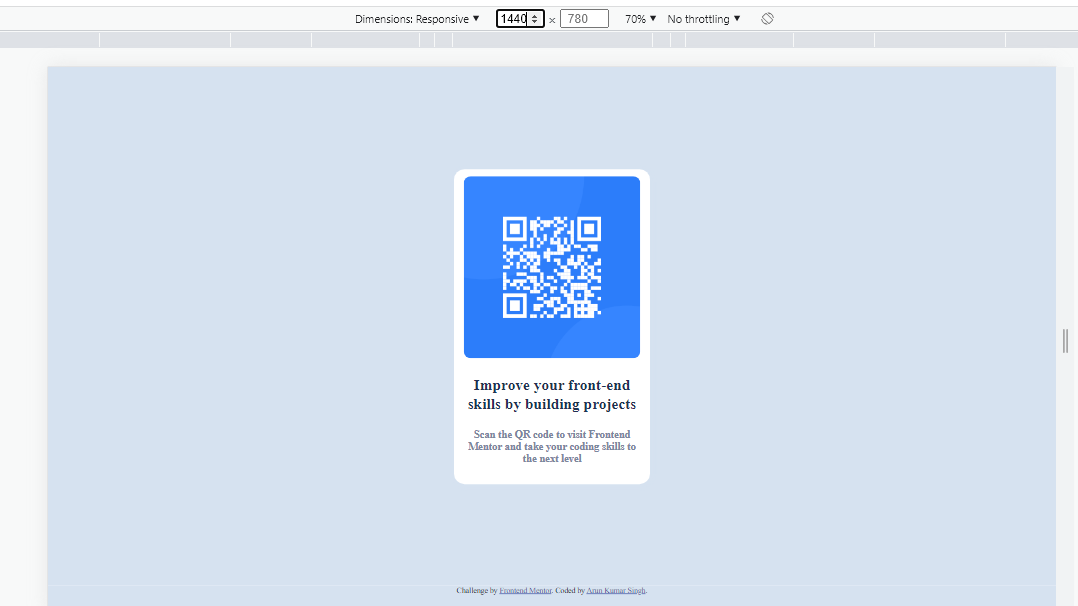 Dimensions: Responsive ▼ 1440 × 780 70% ▼ No throttling ▼
Improve your front-end
skills by building projects
Scan the QR code to visit Frontend
Mentor and take your coding skills to
the next level
Challenge by Frontend Mentor. Coded by Arun Kumar Singh.